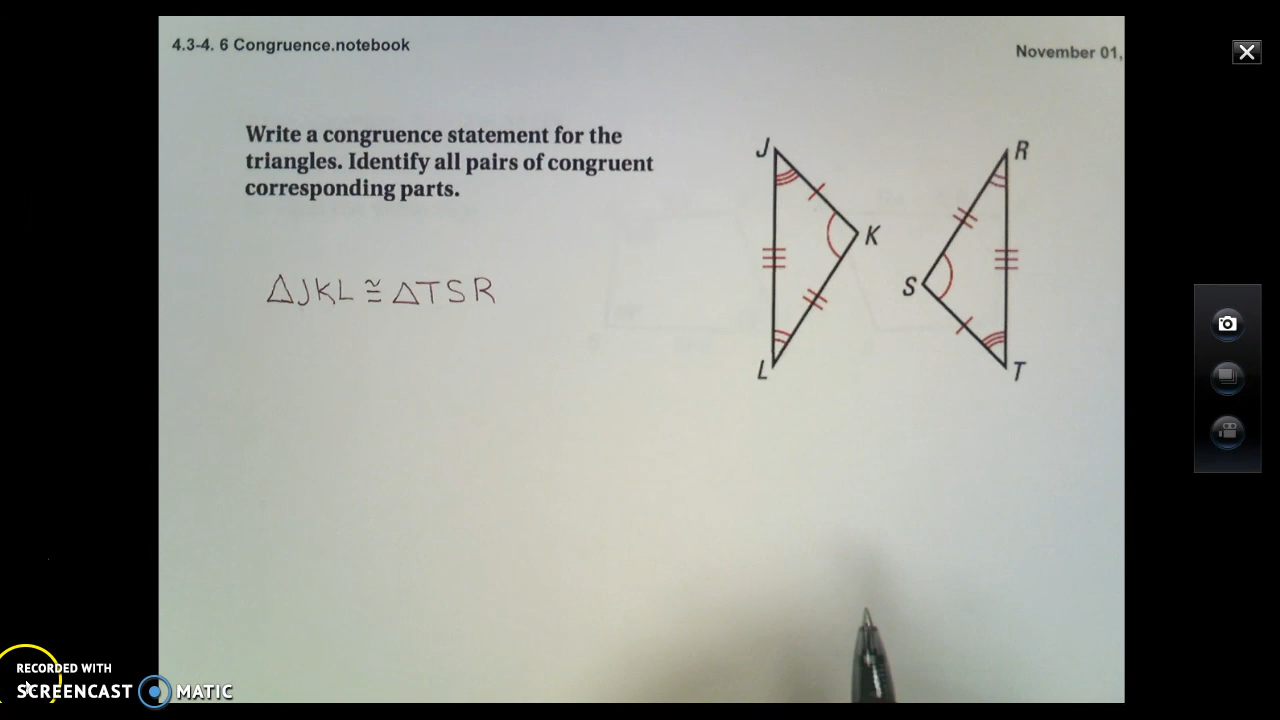 4.3-4. 6 Congruence.notebook
November 01,
Write a congruence statement for the
triangles. Identify all pairs of congruent
corresponding parts.
△JKL ≅ △TSR
J
K
L
R
S
T
RECORDED WITH
SCREENCAST MATIC